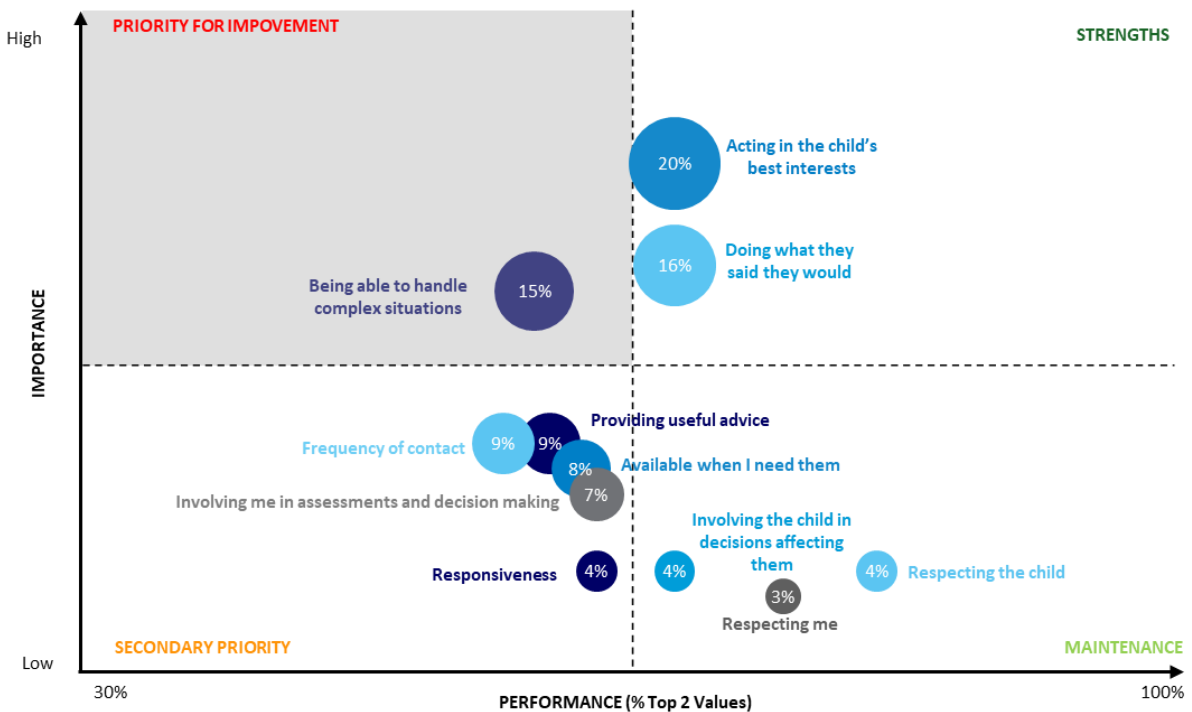 PRIORITY FOR IMPOVEMENT
High
STRENGTHS
Acting in the child's
best interests
20%
Doing what they
said they would
16%
Being able to handle
complex situations
15%
IMPORTANCE
Providing useful advice
Frequency of contact
9%
9%
8%
Available when I need them
7%
Involving me in assessments and decision making
Involving the child in
decisions affecting
them
Responsiveness
4%
4%
4%
Respecting the child
3%
Respecting me
SECONDARY PRIORITY
MAINTENANCE
Low
30%
PERFORMANCE (% Top 2 Values)
100%